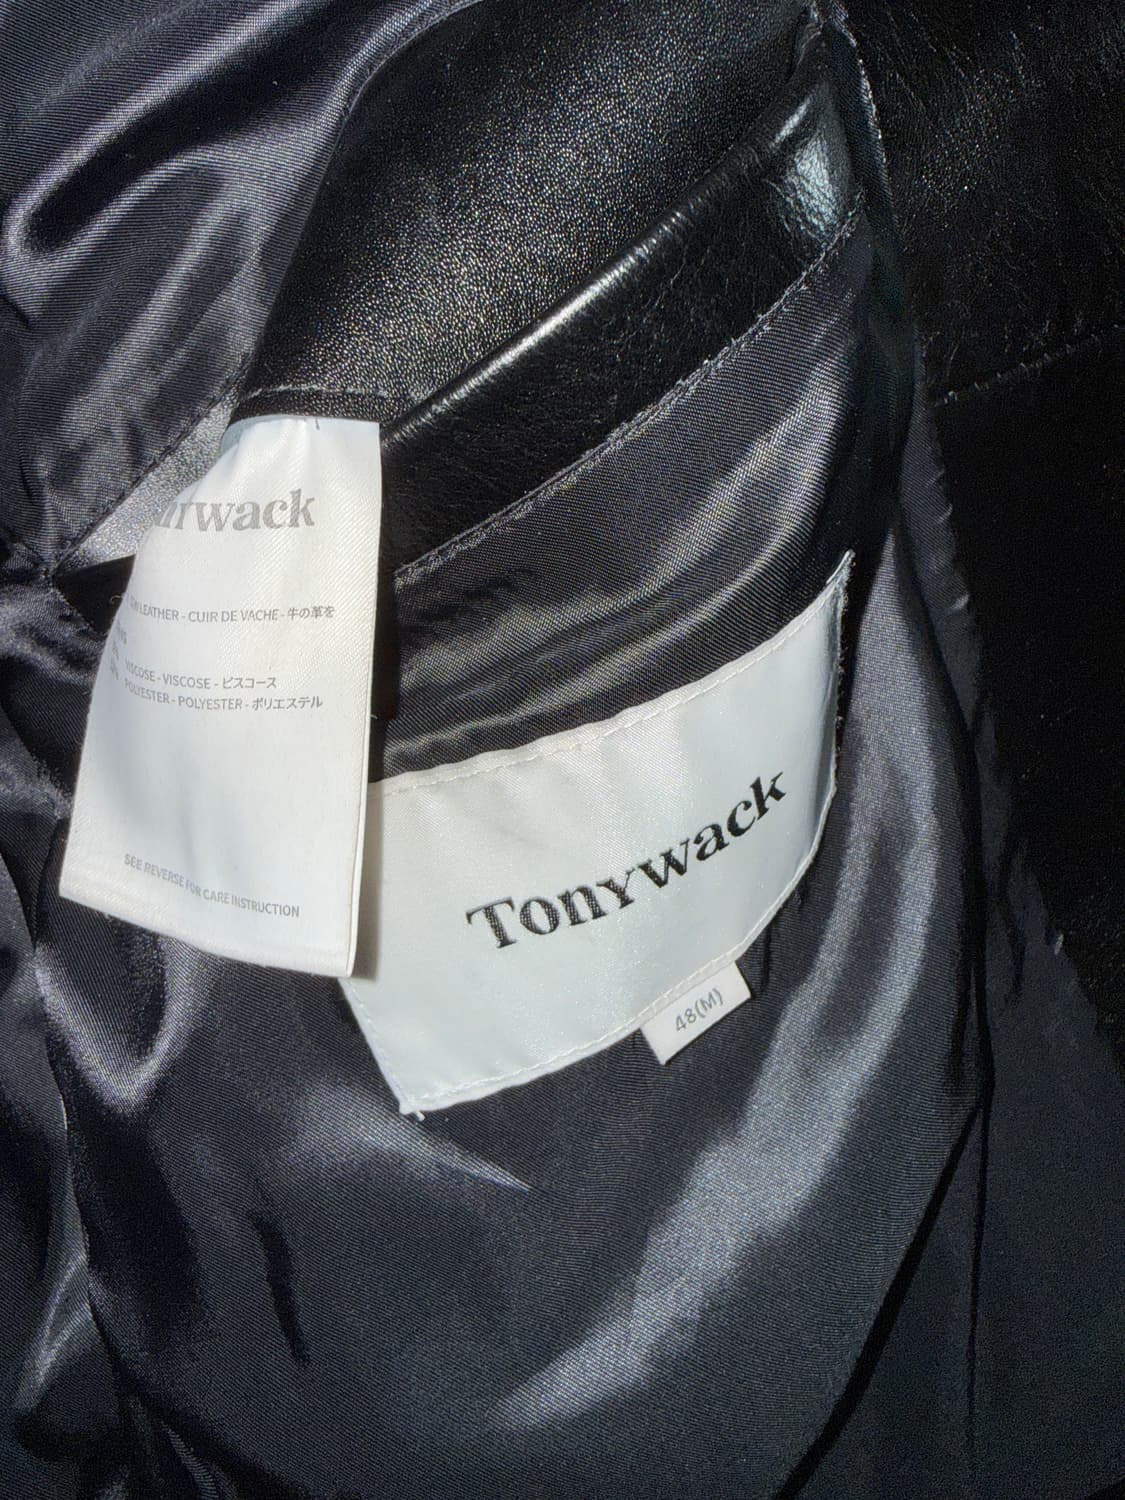 wack
LEATHER - CUIR DE VACHE - 牛の革を
VISCOSE - VISCOSE - ビスコース
POLYESTER - POLYESTER - ポリエステル
SEE REVERSE FOR CARE INSTRUCTION
Tonywack
48(M)